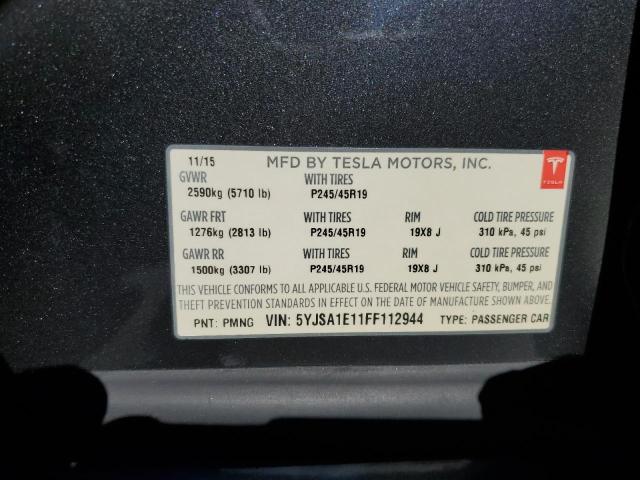 11/15 MFD BY TESLA MOTORS, INC.
GVWR WITH TIRES
2590kg (5710 lb) P245/45R19
TESLA
GAWR FRT WITH TIRES RIM COLD TIRE PRESSURE
1276kg (2813 lb) P245/45R19 19X8 J 310 kPa, 45 psi
GAWR RR WITH TIRES RIM COLD TIRE PRESSURE
1500kg (3307 lb) P245/45R19 19X8 J 310 kPa, 45 psi
THIS VEHICLE CONFORMS TO ALL APPLICABLE U.S. FEDERAL MOTOR VEHICLE SAFETY, BUMPER, AND
THEFT PREVENTION STANDARDS IN EFFECT ON THE DATE OF MANUFACTURE SHOWN ABOVE.
PNT: PMNG VIN: 5YJSA1E11FF112944 TYPE: PASSENGER CAR